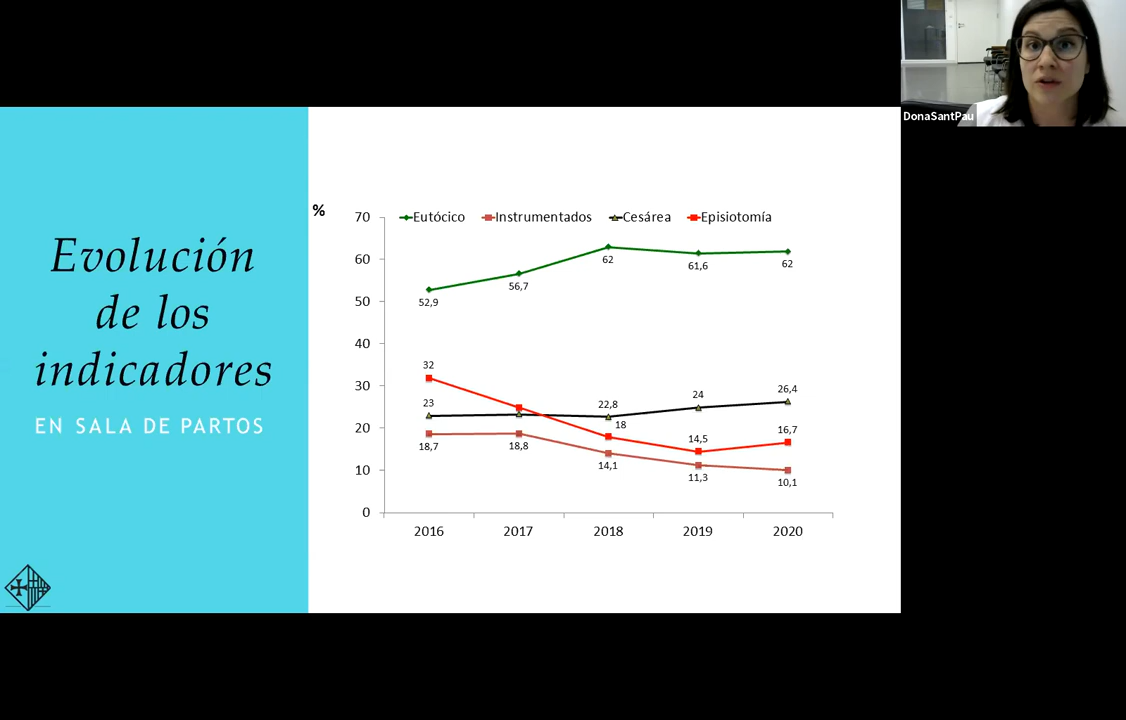 DonaSantPau
Evolución
de los
indicadores
EN SALA DE PARTOS
%
Eutócico Instrumentados Cesárea Episiotomía
70
60
50
40
30
20
10
0
52,9 56,7 62 61,6 62
32 18 14,5 16,7
23 22,8 24 26,4
18,7 18,8 14,1 11,3 10,1
2016 2017 2018 2019 2020